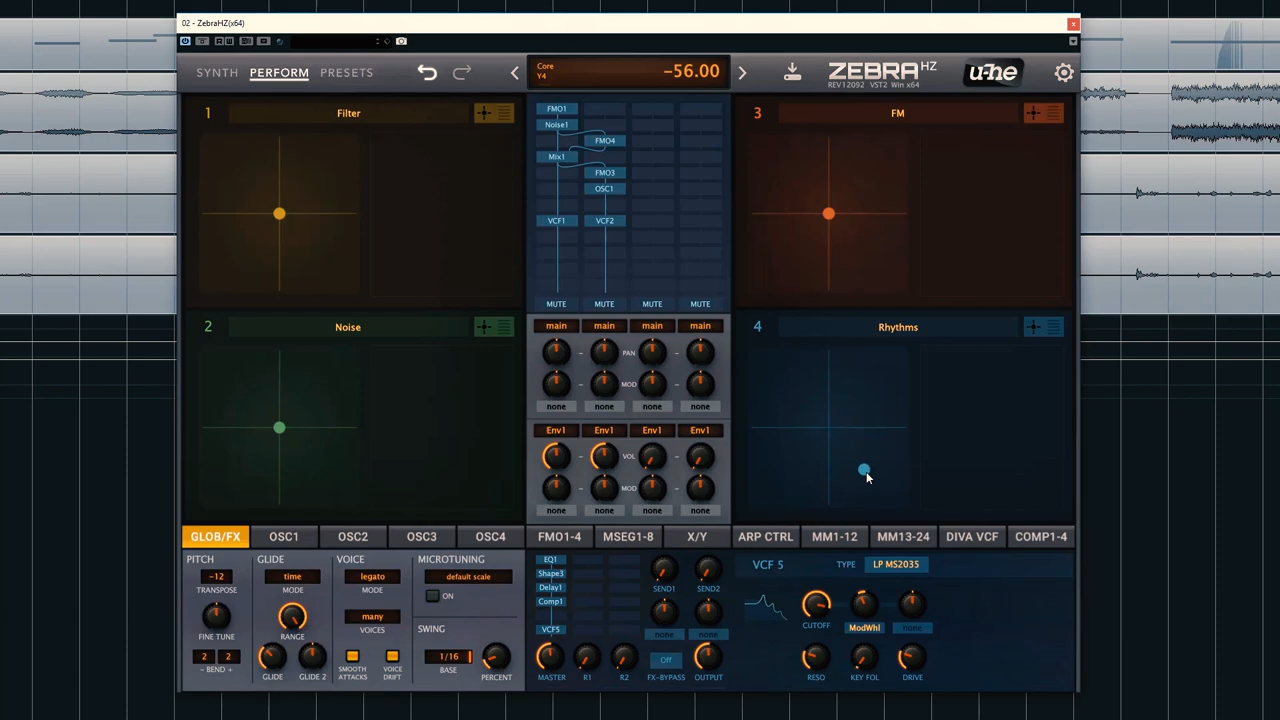 02 - ZebraHZ(x64)
SYNTH PERFORM PRESETS
Core
Y4
-56.00
ZEBRA HZ
REV12092 VST2 Win x64
u-he
1 Filter
3 FM
2 Noise
4 Rhythms
FMO1
Noise1
FMO4
Mix1
FMO3
OSC1
VCF1 VCF2
MUTE MUTE MUTE MUTE
main main main main
PAN
MOD
none none none none
Env1 Env1 Env1 Env1
VOL
MOD
none none none none
GLOB/FX OSC1 OSC2 OSC3 OSC4 FMO1-4 MSEG1-8 X/Y ARP CTRL MM1-12 MM13-24 DIVA VCF COMP1-4
PITCH
-12
TRANSPOSE
FINE TUNE
2 2
- BEND +
GLIDE
time
MODE
RANGE
GLIDE GLIDE 2
VOICE
legato
MODE
many
VOICES
SMOOTH ATTACKS
VOICE DRIFT
MICROTUNING
default scale
ON
SWING
1/16
BASE PERCENT
EQ1
Shape3
Delay1
Comp1
VCF5
SEND1 SEND2
none none
Off
MASTER R1 R2 FX-BYPASS OUTPUT
VCF 5 TYPE LP MS2035
CUTOFF ModWhl none
RESO KEY FOL DRIVE